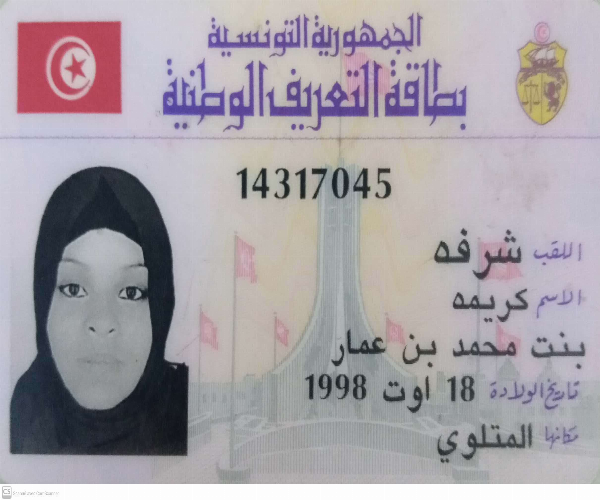 الجمهورية التونسية
بطاقة التعريف الوطنية
14317045
اللقب شرفه
الاسم كريمه
بنت محمد بن عمار
تاريخ الولادة 18 اوت 1998
مكانها المتلوي
CS